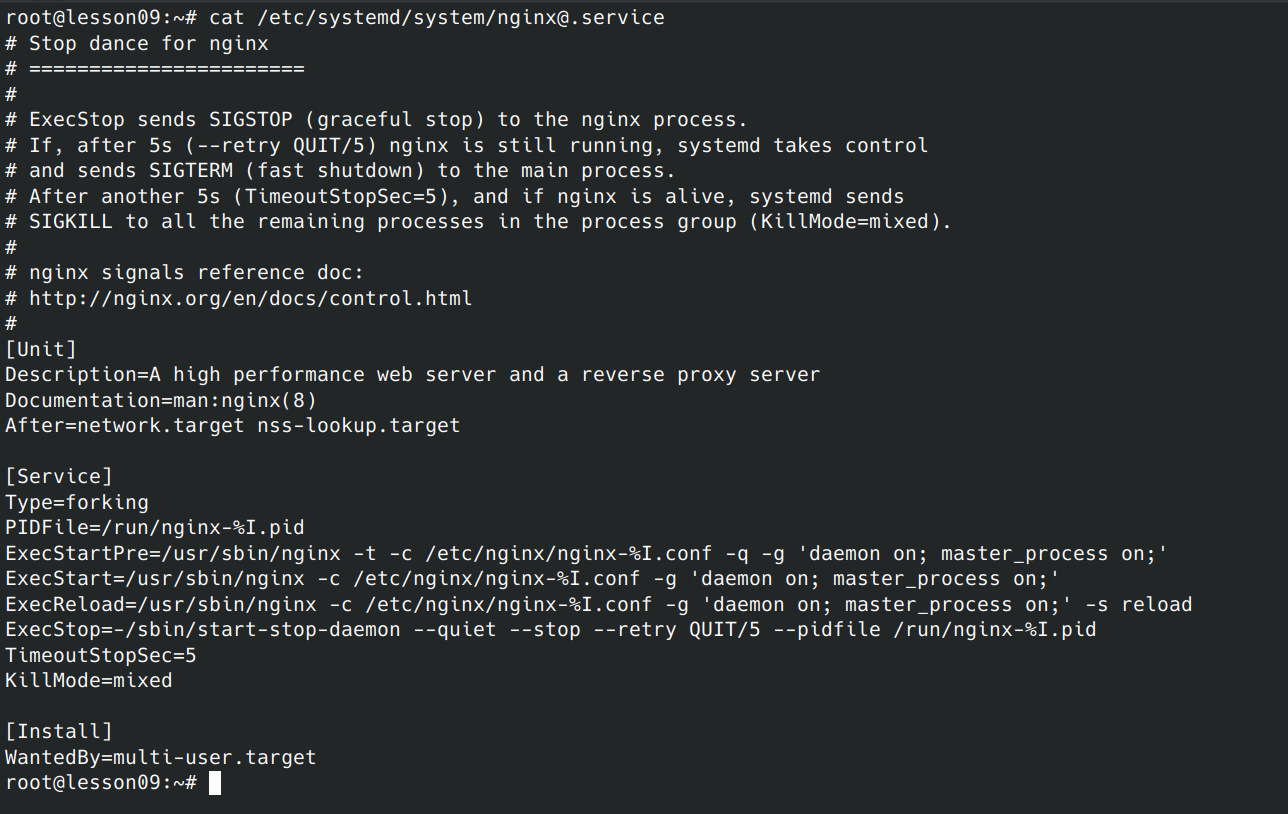 root@lesson09:~# cat /etc/systemd/system/nginx@.service
# Stop dance for nginx
# =======================
#
# ExecStop sends SIGSTOP (graceful stop) to the nginx process.
# If, after 5s (--retry QUIT/5) nginx is still running, systemd takes control
# and sends SIGTERM (fast shutdown) to the main process.
# After another 5s (TimeoutStopSec=5), and if nginx is alive, systemd sends
# SIGKILL to all the remaining processes in the process group (KillMode=mixed).
#
# nginx signals reference doc:
# http://nginx.org/en/docs/control.html
#
[Unit]
Description=A high performance web server and a reverse proxy server
Documentation=man:nginx(8)
After=network.target nss-lookup.target

[Service]
Type=forking
PIDFile=/run/nginx-%I.pid
ExecStartPre=/usr/sbin/nginx -t -c /etc/nginx/nginx-%I.conf -q -g 'daemon on; master_process on;'
ExecStart=/usr/sbin/nginx -c /etc/nginx/nginx-%I.conf -g 'daemon on; master_process on;'
ExecReload=/usr/sbin/nginx -c /etc/nginx/nginx-%I.conf -g 'daemon on; master_process on;' -s reload
ExecStop=-/sbin/start-stop-daemon --quiet --stop --retry QUIT/5 --pidfile /run/nginx-%I.pid
TimeoutStopSec=5
KillMode=mixed

[Install]
WantedBy=multi-user.target
root@lesson09:~#